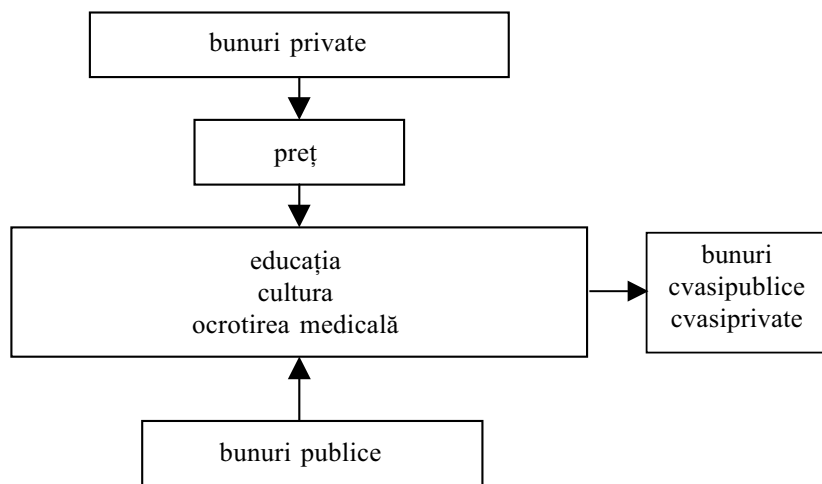 bunuri private
preț
educația
cultura
ocrotirea medicală
bunuri
cvasipublice
cvasiprivate
bunuri publice